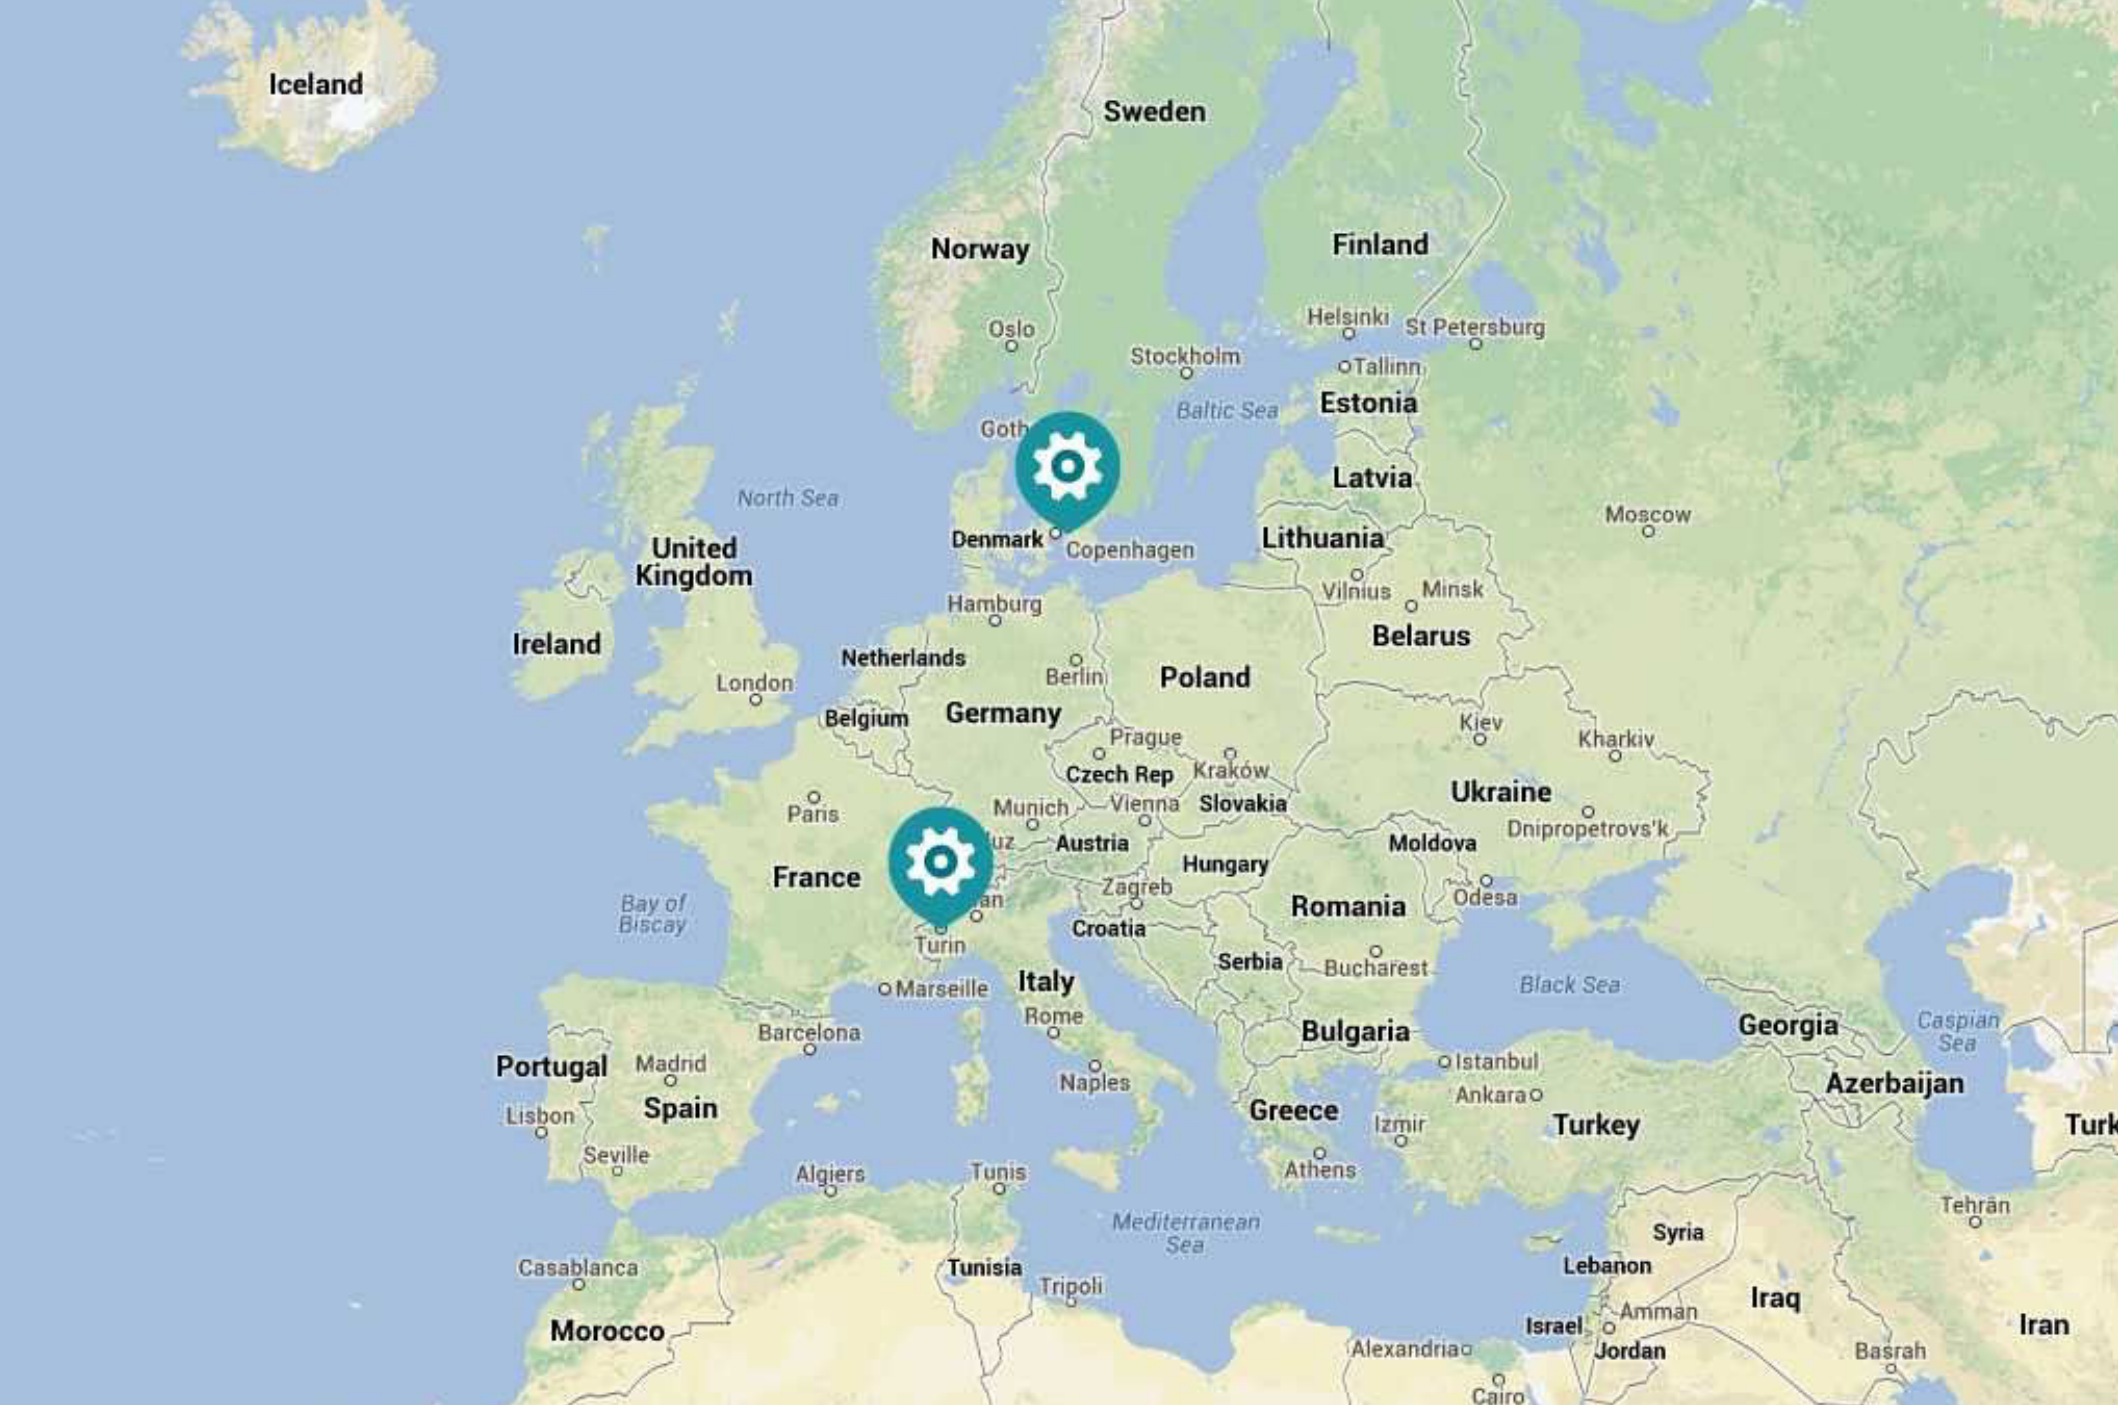 Iceland
Sweden
Norway
Finland
Oslo
Helsinki
St Petersburg
Stockholm
Tallinn
Baltic Sea
Estonia
Goth
Latvia
North Sea
Moscow
Denmark
Copenhagen
Lithuania
United
Kingdom
Vilnius
Minsk
Hamburg
Belarus
Ireland
Netherlands
Berlin
Poland
London
Belgium
Germany
Kiev
Prague
Kharkiv
Czech Rep
Kraków
Ukraine
Paris
Munich
Vienna
Slovakia
Dnipropetrovs'k
uz
Austria
Moldova
Hungary
France
Zagreb
Odesa
an
Romania
Bay of
Biscay
Croatia
Turin
Serbia
Bucharest
Italy
Black Sea
Marseille
Rome
Barcelona
Bulgaria
Georgia
Caspian
Sea
Portugal
Madrid
Istanbul
Naples
Ankara
Azerbaijan
Spain
Lisbon
Greece
Izmir
Turkey
Turk
Seville
Algiers
Tunis
Athens
Mediterranean
Sea
Tehrān
Syria
Casablanca
Tunisia
Lebanon
Tripoli
Iraq
Morocco
Israel
Amman
Iran
Alexandria
Jordan
Basrah
Cairo